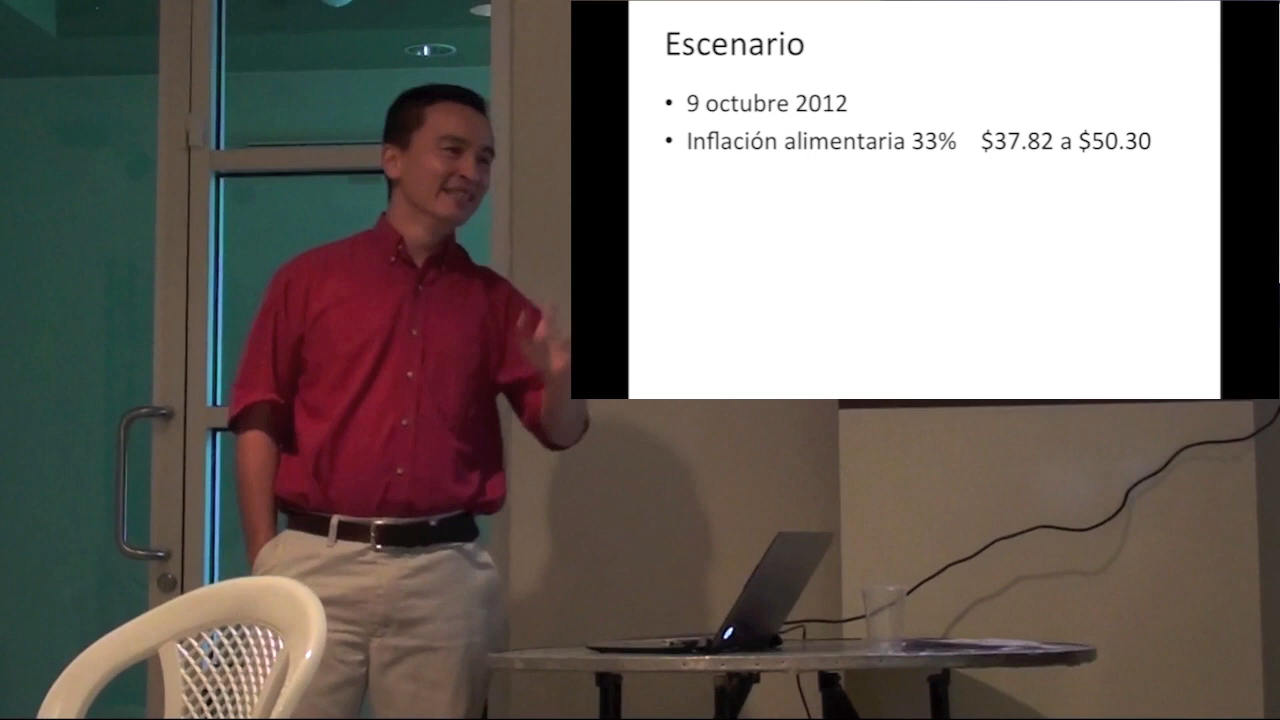 Escenario
• 9 octubre 2012
• Inflación alimentaria 33% $37.82 a $50.30